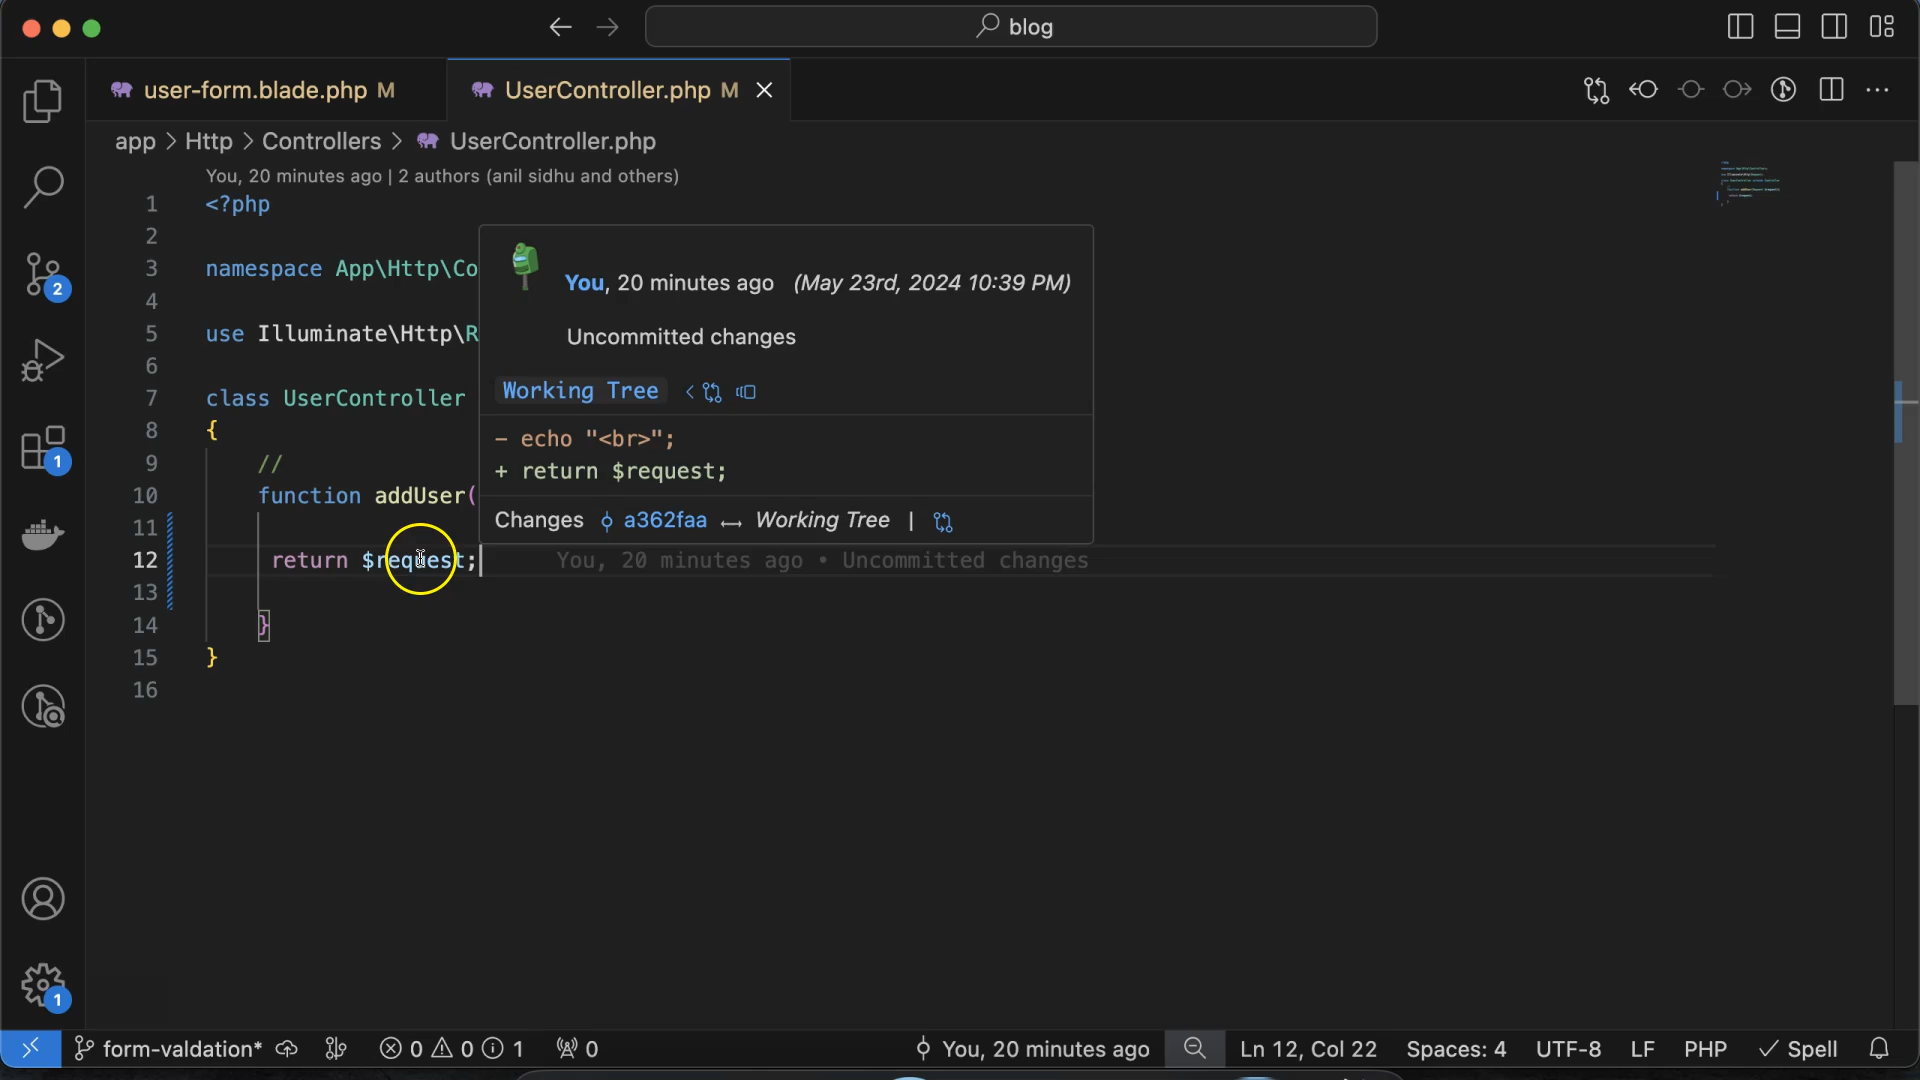 blog
user-form.blade.php M
UserController.php M
app > Http > Controllers > UserController.php
You, 20 minutes ago | 2 authors (anil sidhu and others)
1 <?php
2
3 namespace App\Http\Co
4
5 use Illuminate\Http\R
6
7 class UserController
8 {
9 //
10 function addUser(
11
12 return $request; You, 20 minutes ago • Uncommitted changes
13
14 }
15 }
16
You, 20 minutes ago (May 23rd, 2024 10:39 PM)
Uncommitted changes
Working Tree
- echo "<br>";
+ return $request;
Changes a362faa Working Tree |
2
1
1
form-valdation* 0 0 1 0 You, 20 minutes ago Ln 12, Col 22 Spaces: 4 UTF-8 LF PHP Spell